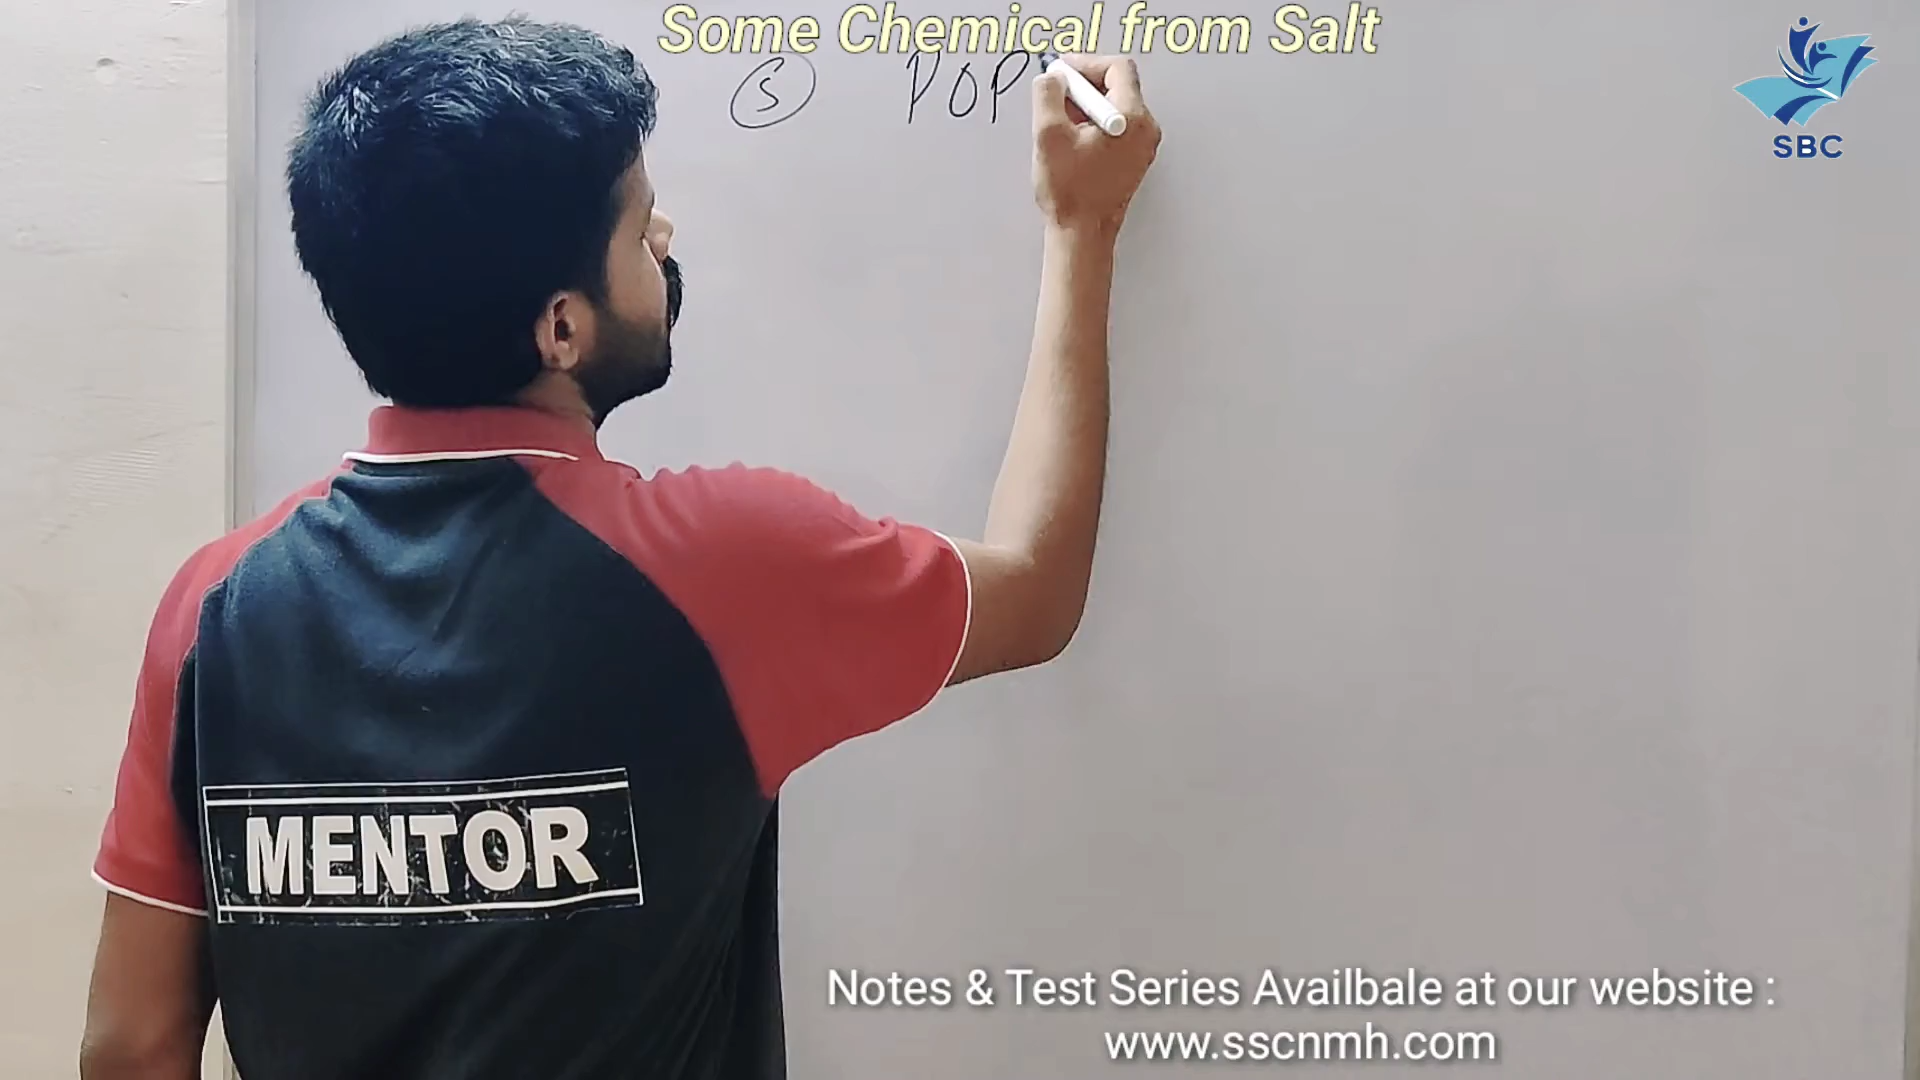 Some Chemical from Salt
⑤ POP
SBC
MENTOR
Notes & Test Series Availbale at our website :
www.sscnmh.com